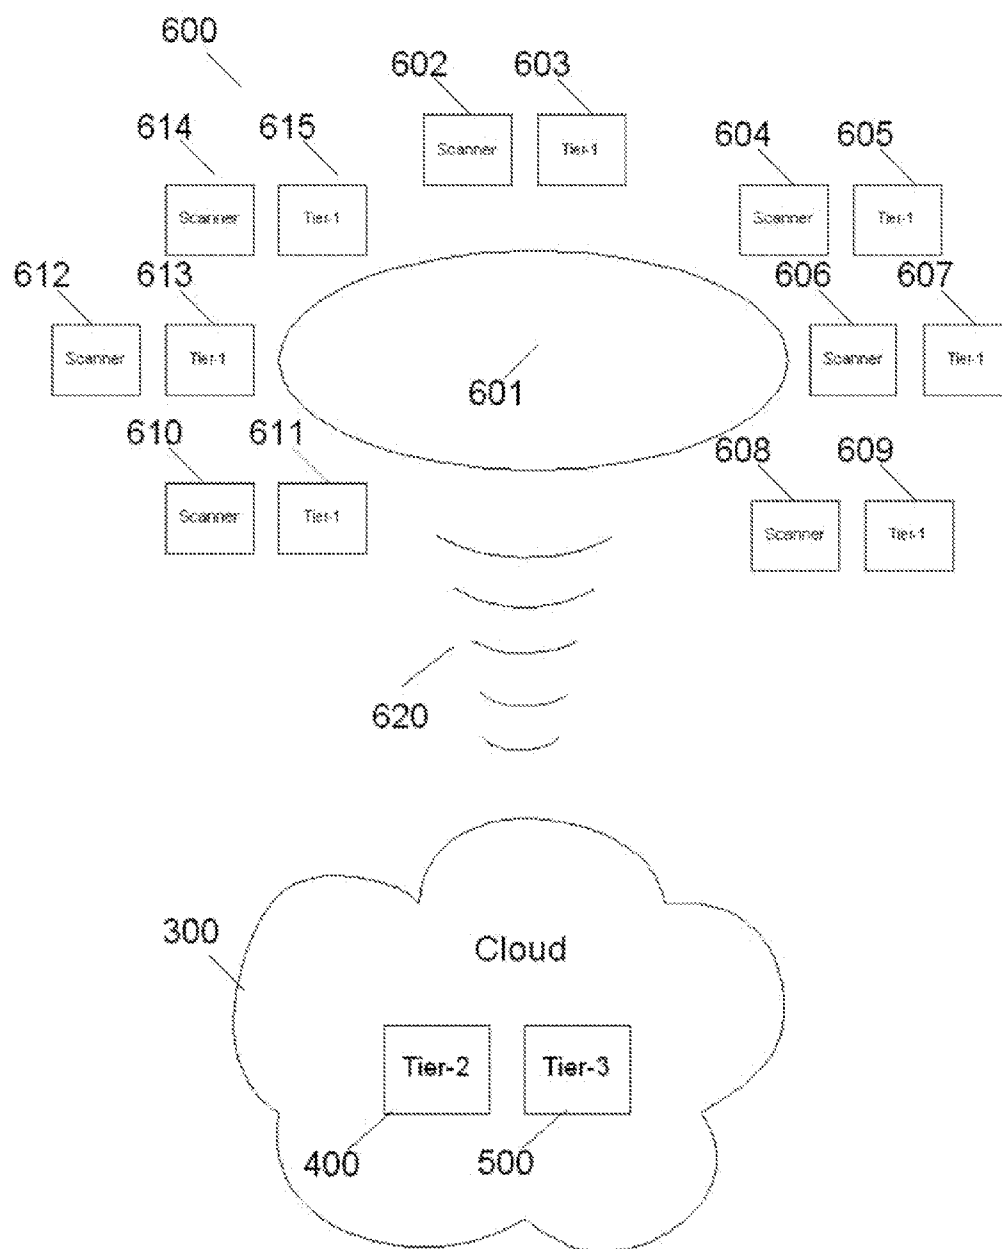 600
602 603
614 615
604 605
Scanner Tier-1
Scanner Tier-1
Scanner Tier-1
612 613
606 607
Scanner Tier-1
Scanner Tier-1
601
610 611
608 609
Scanner Tier-1
Scanner Tier-1
620
300
Cloud
Tier-2 Tier-3
400 500